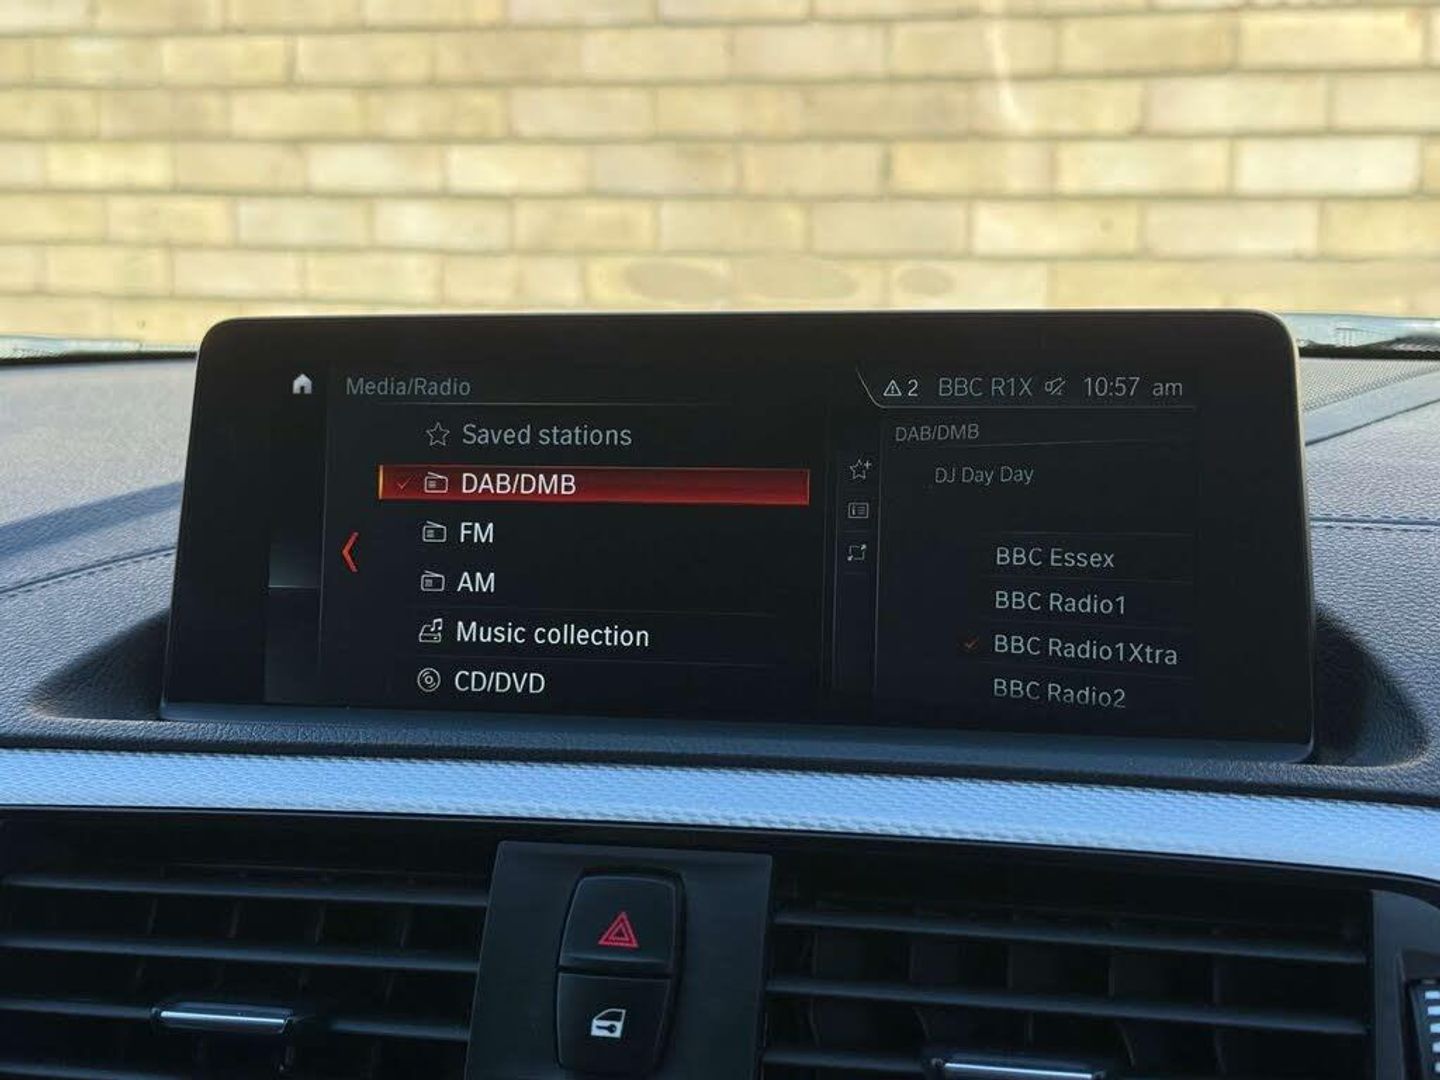 Media/Radio
2 BBC R1X 10:57 am
Saved stations
DAB/DMB
FM
AM
Music collection
CD/DVD
DAB/DMB
DJ Day Day
BBC Essex
BBC Radio1
BBC Radio1Xtra
BBC Radio2